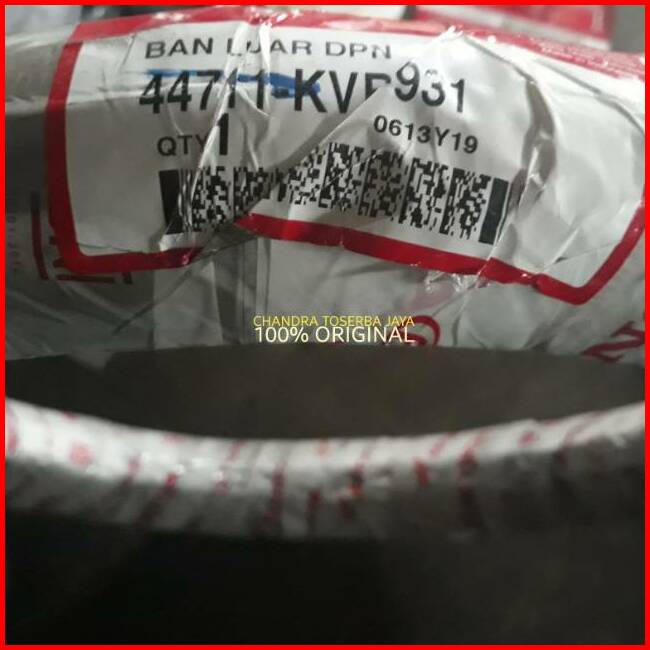 BAN LUAR DPN
44711-KVB931
QTY 1
0613Y19
CHANDRA TOSERBA JAYA
100% ORIGINAL